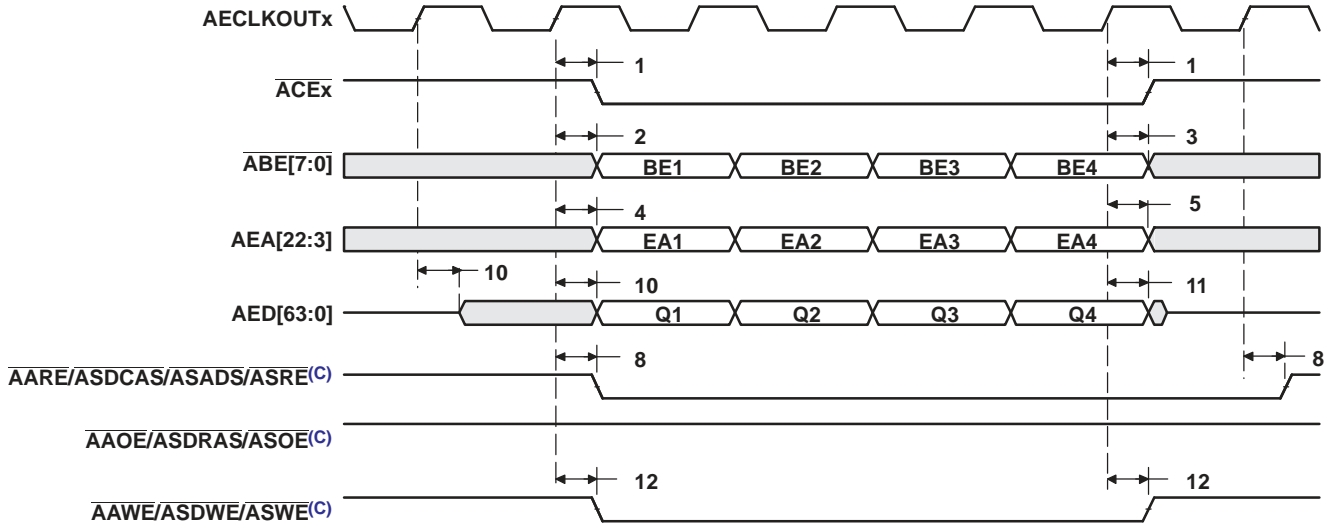 AECLKOUTx
1 1
ACEx
2 3
ABE[7:0] BE1 BE2 BE3 BE4
4 5
AEA[22:3] EA1 EA2 EA3 EA4
10 10 11
AED[63:0] Q1 Q2 Q3 Q4
8 8
AARE/ASDCAS/ASADS/ASRE(C)
AAOE/ASDRAS/ASOE(C)
12 12
AAWE/ASDWE/ASWE(C)